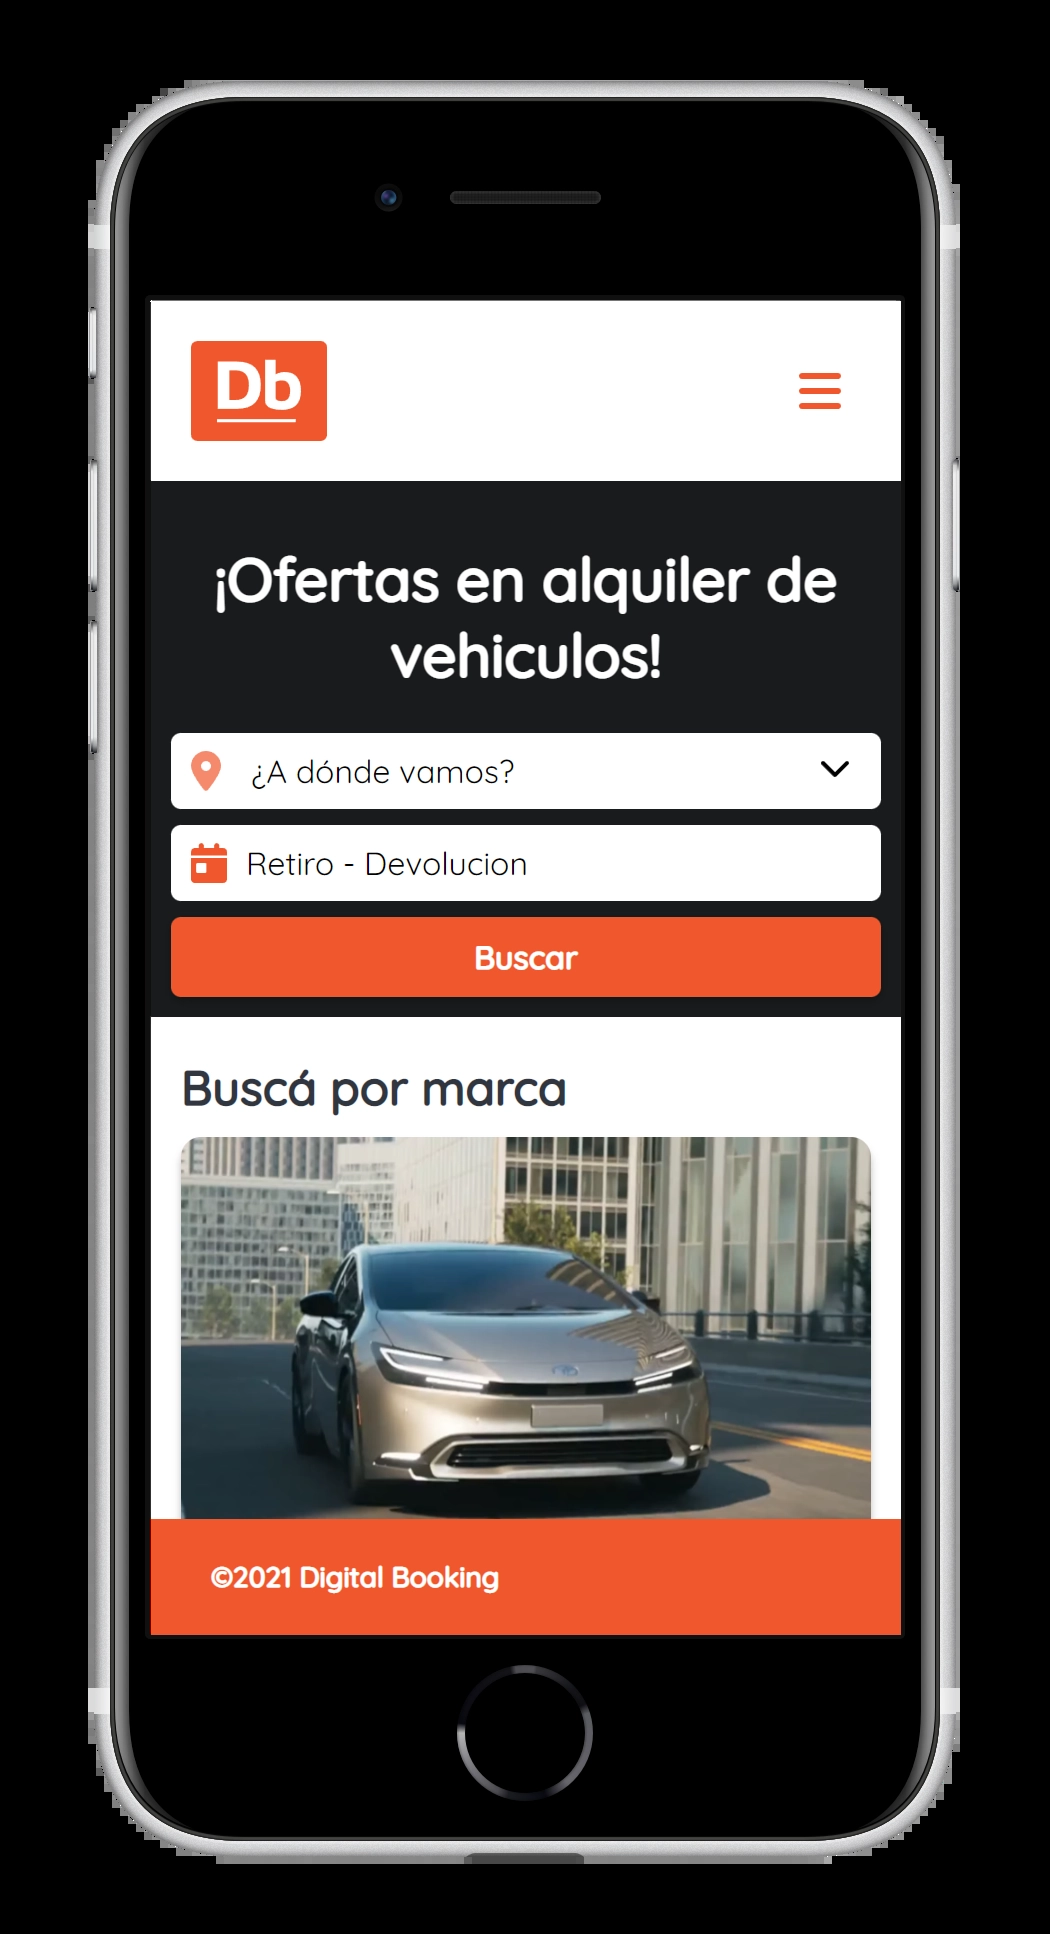 Db
¡Ofertas en alquiler de
vehiculos!
¿A dónde vamos?
Retiro - Devolucion
Buscar
Buscá por marca
©2021 Digital Booking